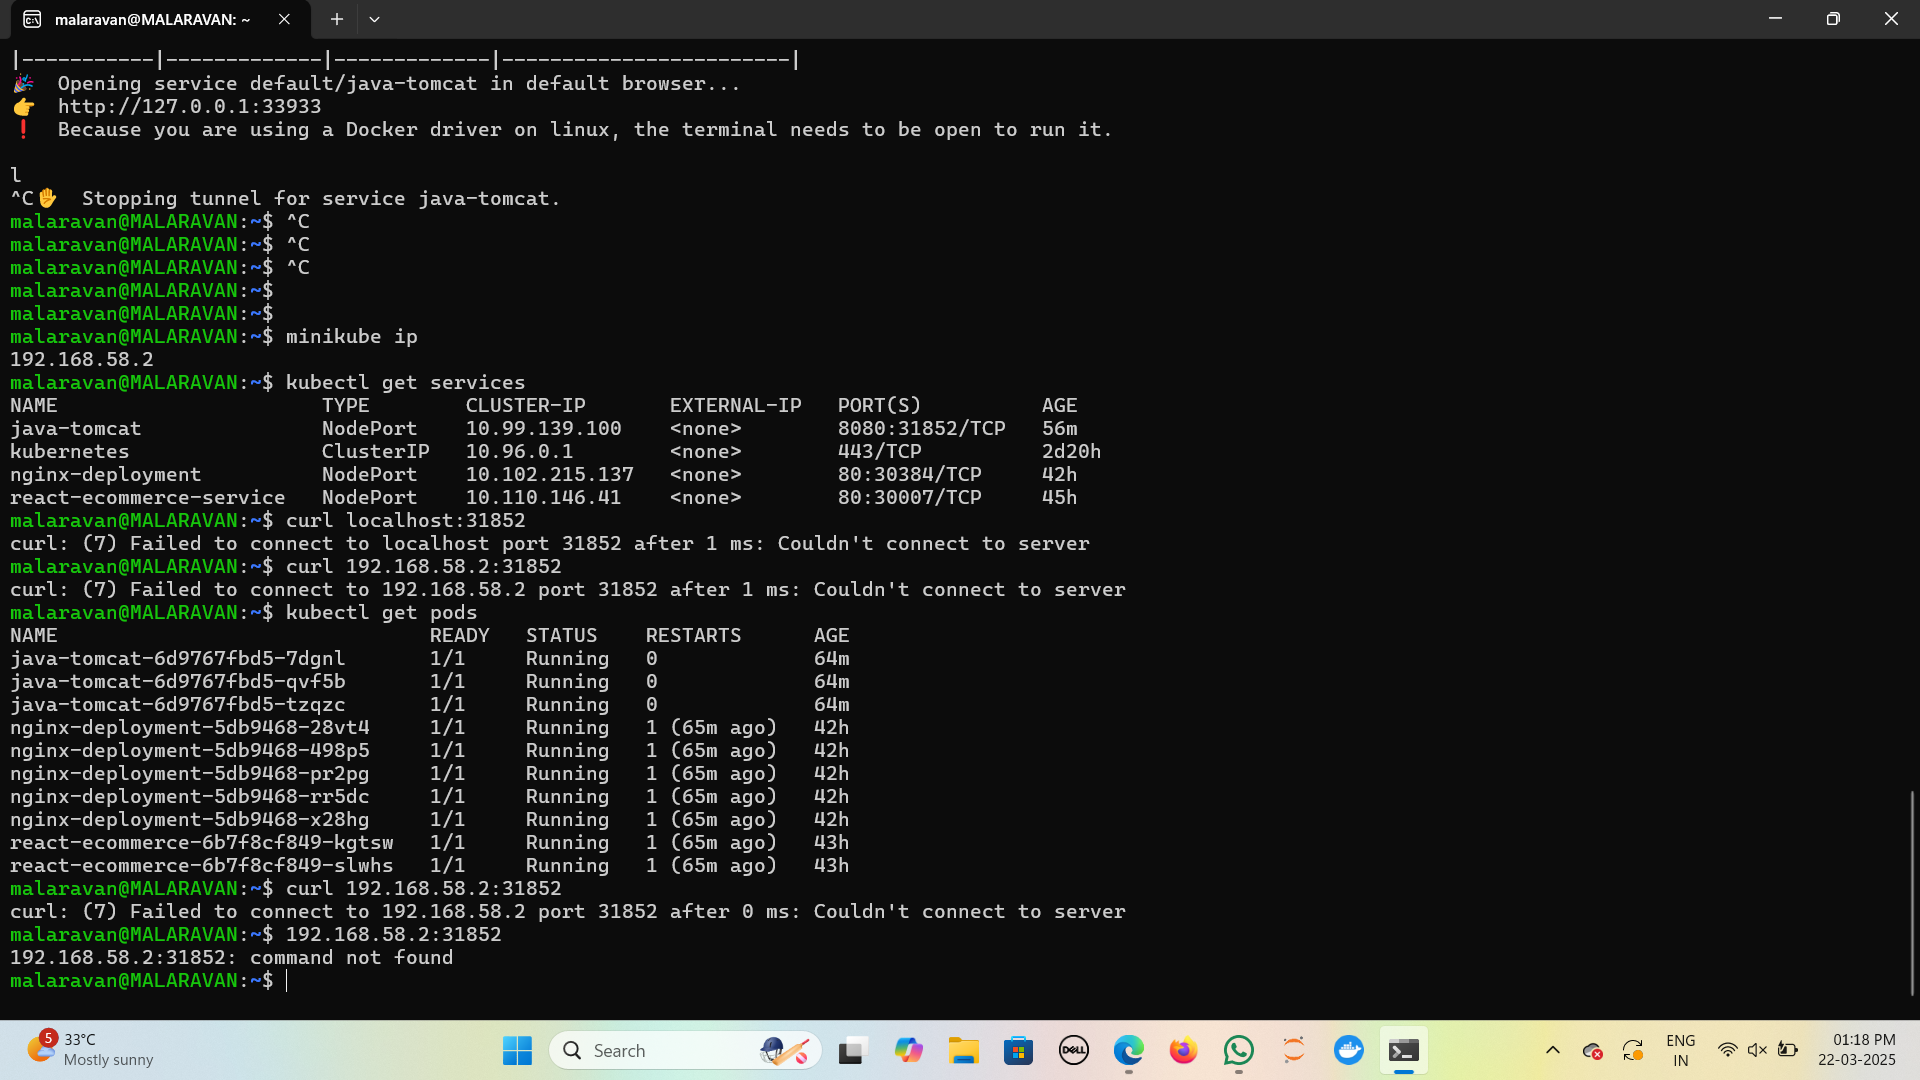 malaravan@MALARAVAN: ~
|-----------|-------------|-------------|------------------------|
🎉  Opening service default/java-tomcat in default browser...
👉  http://127.0.0.1:33933
❗  Because you are using a Docker driver on linux, the terminal needs to be open to run it.
l
^C✋  Stopping tunnel for service java-tomcat.
malaravan@MALARAVAN:~$ ^C
malaravan@MALARAVAN:~$ ^C
malaravan@MALARAVAN:~$ ^C
malaravan@MALARAVAN:~$
malaravan@MALARAVAN:~$
malaravan@MALARAVAN:~$ minikube ip
192.168.58.2
malaravan@MALARAVAN:~$ kubectl get services
NAME                      TYPE        CLUSTER-IP       EXTERNAL-IP   PORT(S)          AGE
java-tomcat               NodePort    10.99.139.100    <none>        8080:31852/TCP   56m
kubernetes                ClusterIP   10.96.0.1        <none>        443/TCP          2d20h
nginx-deployment          NodePort    10.102.215.137   <none>        80:30384/TCP     42h
react-ecommerce-service   NodePort    10.110.146.41    <none>        80:30007/TCP     45h
malaravan@MALARAVAN:~$ curl localhost:31852
curl: (7) Failed to connect to localhost port 31852 after 1 ms: Couldn't connect to server
malaravan@MALARAVAN:~$ curl 192.168.58.2:31852
curl: (7) Failed to connect to 192.168.58.2 port 31852 after 1 ms: Couldn't connect to server
malaravan@MALARAVAN:~$ kubectl get pods
NAME                               READY   STATUS    RESTARTS      AGE
java-tomcat-6d9767fbd5-7dgnl       1/1     Running   0             64m
java-tomcat-6d9767fbd5-qvf5b       1/1     Running   0             64m
java-tomcat-6d9767fbd5-tzqzc       1/1     Running   0             64m
nginx-deployment-5db9468-28vt4     1/1     Running   1 (65m ago)   42h
nginx-deployment-5db9468-498p5     1/1     Running   1 (65m ago)   42h
nginx-deployment-5db9468-pr2pg     1/1     Running   1 (65m ago)   42h
nginx-deployment-5db9468-rr5dc     1/1     Running   1 (65m ago)   42h
nginx-deployment-5db9468-x28hg     1/1     Running   1 (65m ago)   42h
react-ecommerce-6b7f8cf849-kgtsw   1/1     Running   1 (65m ago)   43h
react-ecommerce-6b7f8cf849-slwhs   1/1     Running   1 (65m ago)   43h
malaravan@MALARAVAN:~$ curl 192.168.58.2:31852
curl: (7) Failed to connect to 192.168.58.2 port 31852 after 0 ms: Couldn't connect to server
malaravan@MALARAVAN:~$ 192.168.58.2:31852
192.168.58.2:31852: command not found
malaravan@MALARAVAN:~$
5
33°C
Mostly sunny
Search
DELL
ENG
IN
01:18 PM
22-03-2025